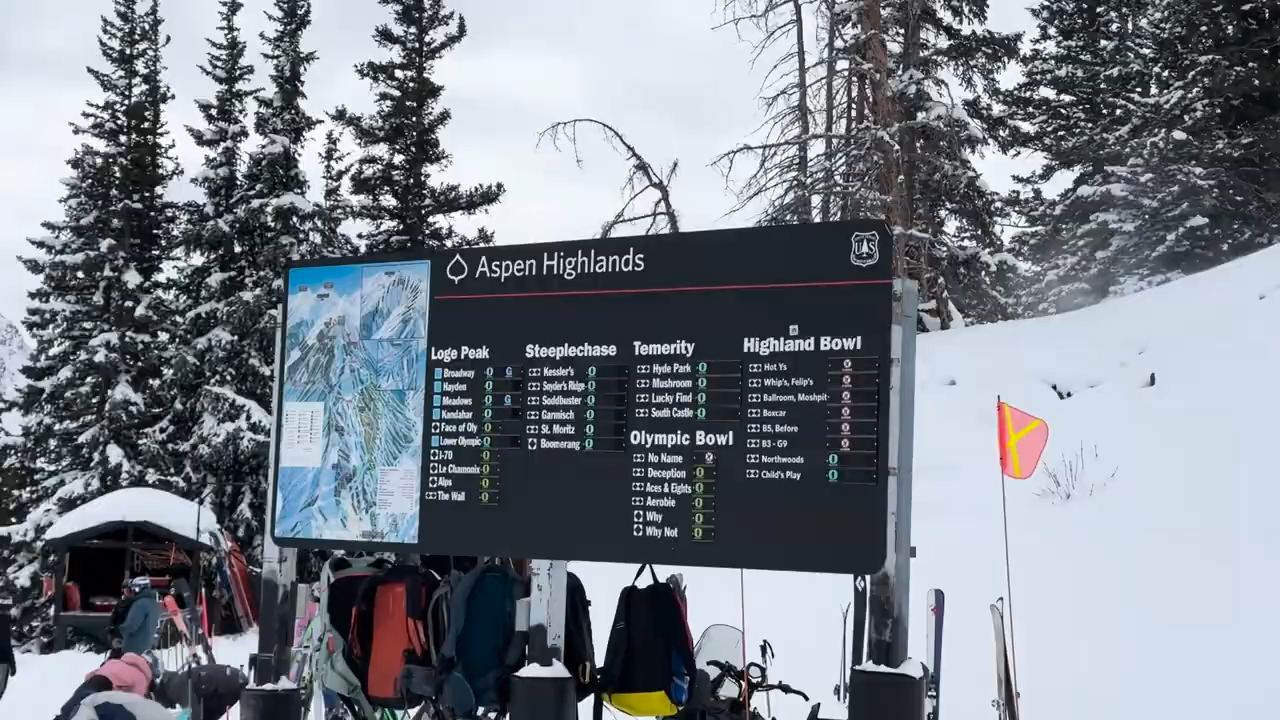 Aspen Highlands
UAS
Loge Peak
Broadway O G
Hayden O
Meadows O G
Kandahar O
Face of Oly O
Lower Olympic O
I-70 O
Le Chamonix O
Alps O
The Wall O
Steeplechase
Kessler's O
Snyder's Ridge O
Soddbuster O
Garmisch O
St. Moritz O
Boomerang O
Temerity
Hyde Park O
Mushroom O
Lucky Find O
South Castle O
Olympic Bowl
No Name
Deception O
Aces & Eights O
Aerobie O
Why O
Why Not O
Highland Bowl
Hot Ys
Whip's, Felip's
Ballroom, Moshpit
Boxcar
B5, Before
B3 - G9
Northwoods O
Child's Play O